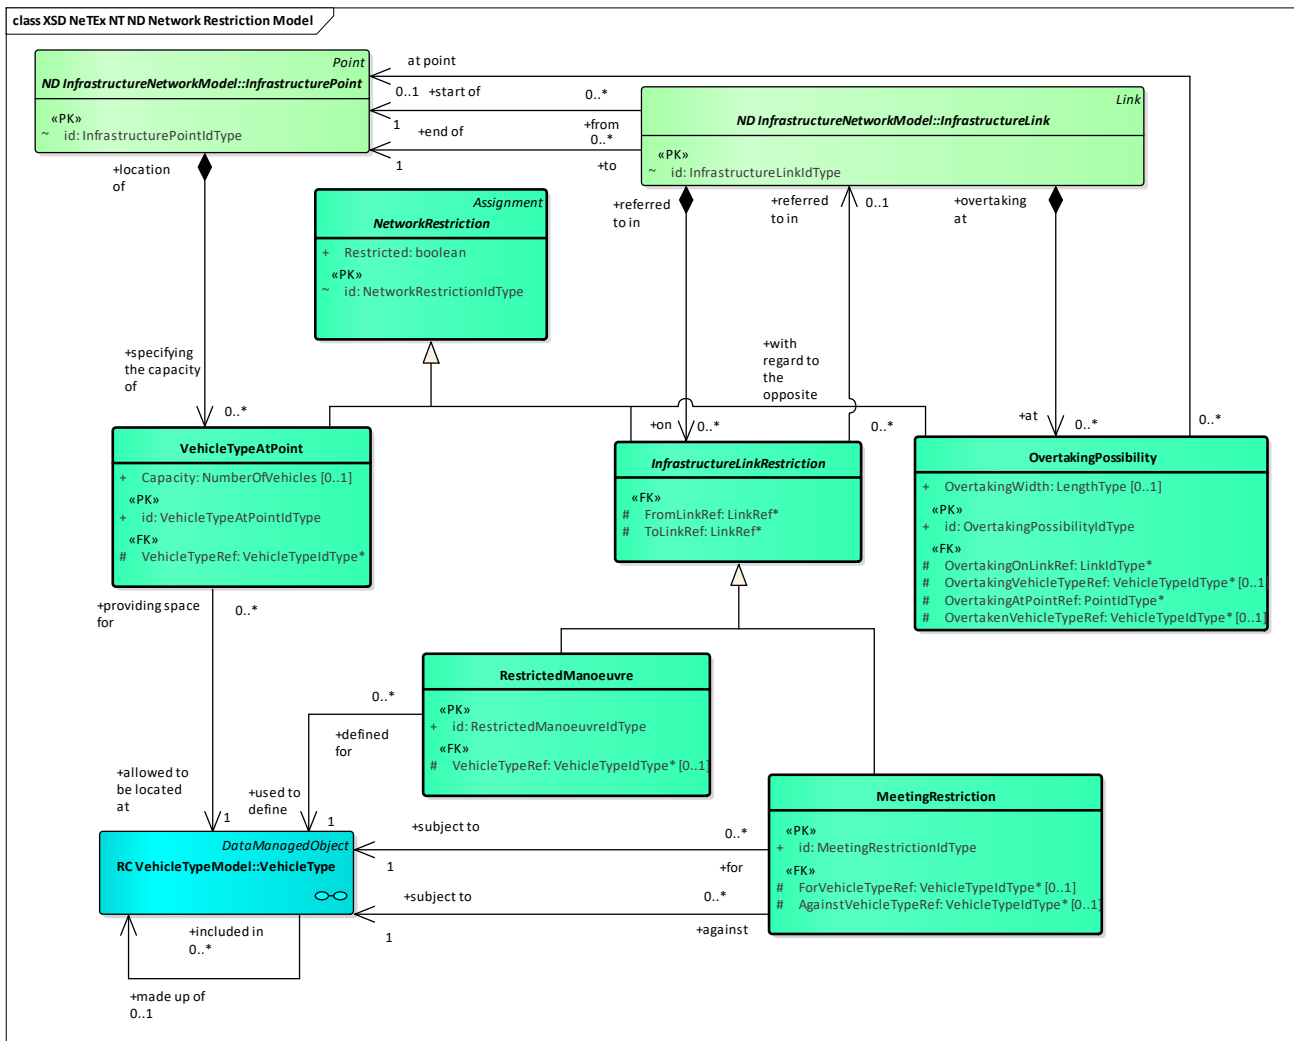 class XSD NeTEx NT ND Network Restriction Model
Point
ND InfrastructureNetworkModel::InfrastructurePoint
«PK»
~ id: InfrastructurePointIdType
at point
0..1
+start of
0..*
1
+from
+end of
0..*
1
+to
Link
ND InfrastructureNetworkModel::InfrastructureLink
«PK»
~ id: InfrastructureLinkIdType
+location
of
+referred
to in
+referred
to in
0..1
+overtaking
at
Assignment
NetworkRestriction
+ Restricted: boolean
«PK»
~ id: NetworkRestrictionIdType
+specifying
the capacity
of
0..*
+with
regard to
the
opposite
+on
0..*
0..*
+at
0..*
0..*
VehicleTypeAtPoint
+ Capacity: NumberOfVehicles [0..1]
«PK»
+ id: VehicleTypeAtPointIdType
«FK»
# VehicleTypeRef: VehicleTypeIdType*
InfrastructureLinkRestriction
«FK»
# FromLinkRef: LinkRef*
# ToLinkRef: LinkRef*
OvertakingPossibility
+ OvertakingWidth: LengthType [0..1]
«PK»
+ id: OvertakingPossibilityIdType
«FK»
# OvertakingOnLinkRef: LinkIdType*
# OvertakingVehicleTypeRef: VehicleTypeIdType* [0..1]
# OvertakingAtPointRef: PointIdType*
# OvertakenVehicleTypeRef: VehicleTypeIdType* [0..1]
+providing space
for
0..*
RestrictedManoeuvre
«PK»
+ id: RestrictedManoeuvreIdType
«FK»
# VehicleTypeRef: VehicleTypeIdType* [0..1]
0..*
+defined
for
+allowed to
be located
at
1
+used to
define
1
MeetingRestriction
«PK»
+ id: MeetingRestrictionIdType
«FK»
# ForVehicleTypeRef: VehicleTypeIdType* [0..1]
# AgainstVehicleTypeRef: VehicleTypeIdType* [0..1]
+subject to
0..*
1
+for
+subject to
0..*
1
+against
DataManagedObject
RC VehicleTypeModel::VehicleType
+included in
0..*
+made up of
0..1